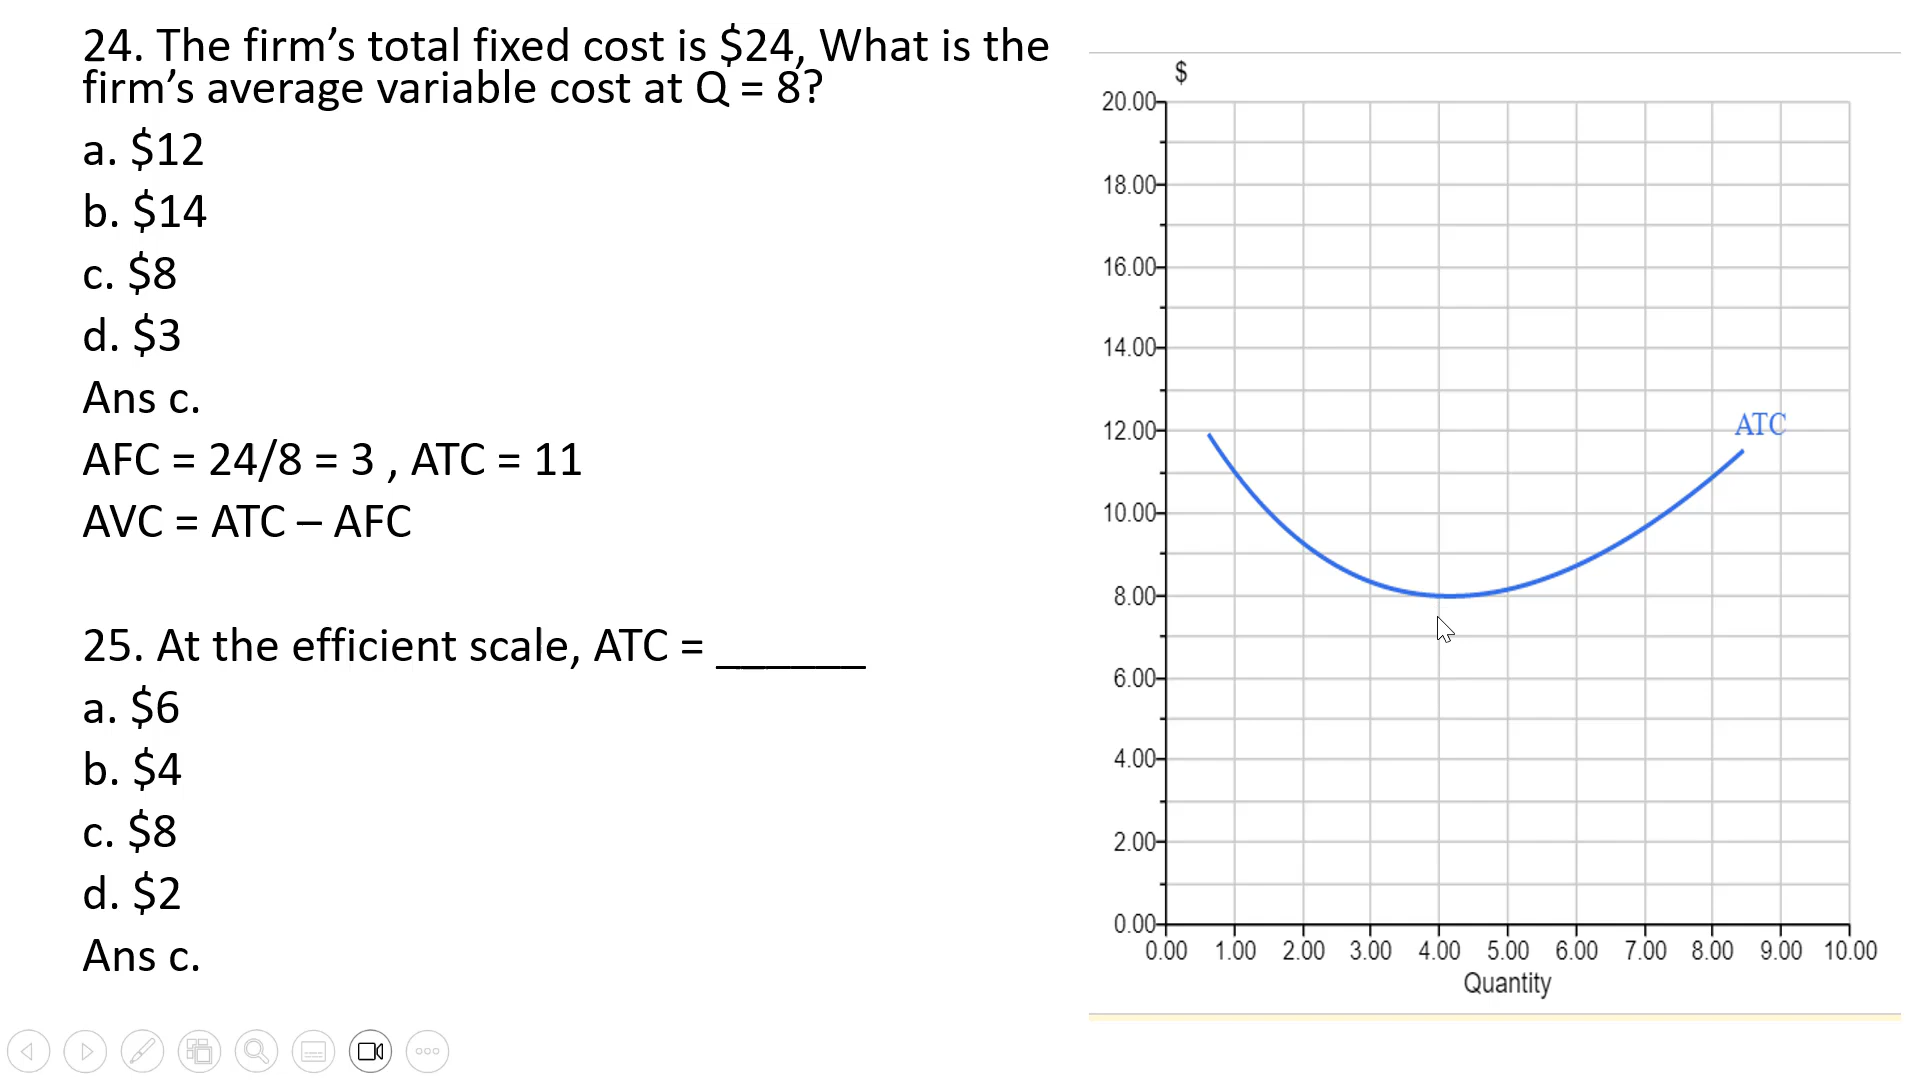 24. The firm’s total fixed cost is $24, What is the
firm’s average variable cost at Q = 8?
a. $12
b. $14
c. $8
d. $3
Ans c.
AFC = 24/8 = 3 , ATC = 11
AVC = ATC – AFC
25. At the efficient scale, ATC = ______
a. $6
b. $4
c. $8
d. $2
Ans c.
$
20.00
18.00
16.00
14.00
12.00
10.00
8.00
6.00
4.00
2.00
0.00
ATC
0.00 1.00 2.00 3.00 4.00 5.00 6.00 7.00 8.00 9.00 10.00
Quantity